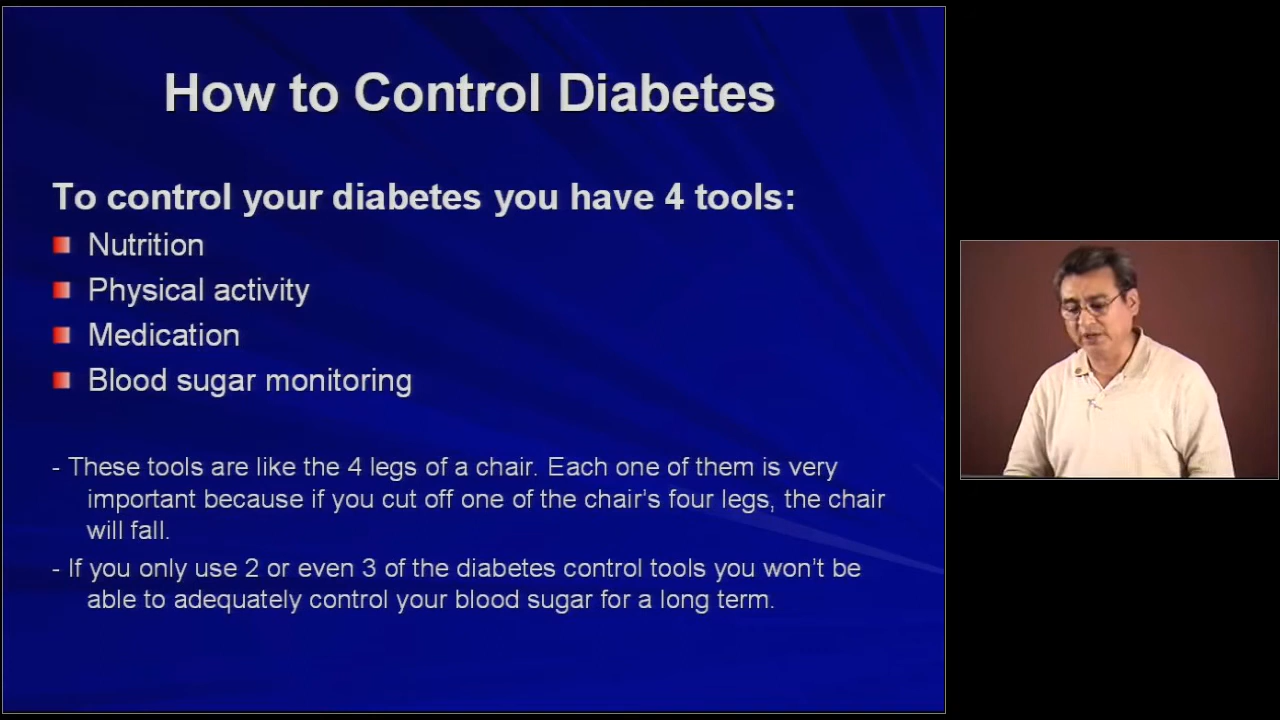 How to Control Diabetes
To control your diabetes you have 4 tools:
Nutrition
Physical activity
Medication
Blood sugar monitoring
- These tools are like the 4 legs of a chair. Each one of them is very
important because if you cut off one of the chair's four legs, the chair
will fall.
- If you only use 2 or even 3 of the diabetes control tools you won't be
able to adequately control your blood sugar for a long term.